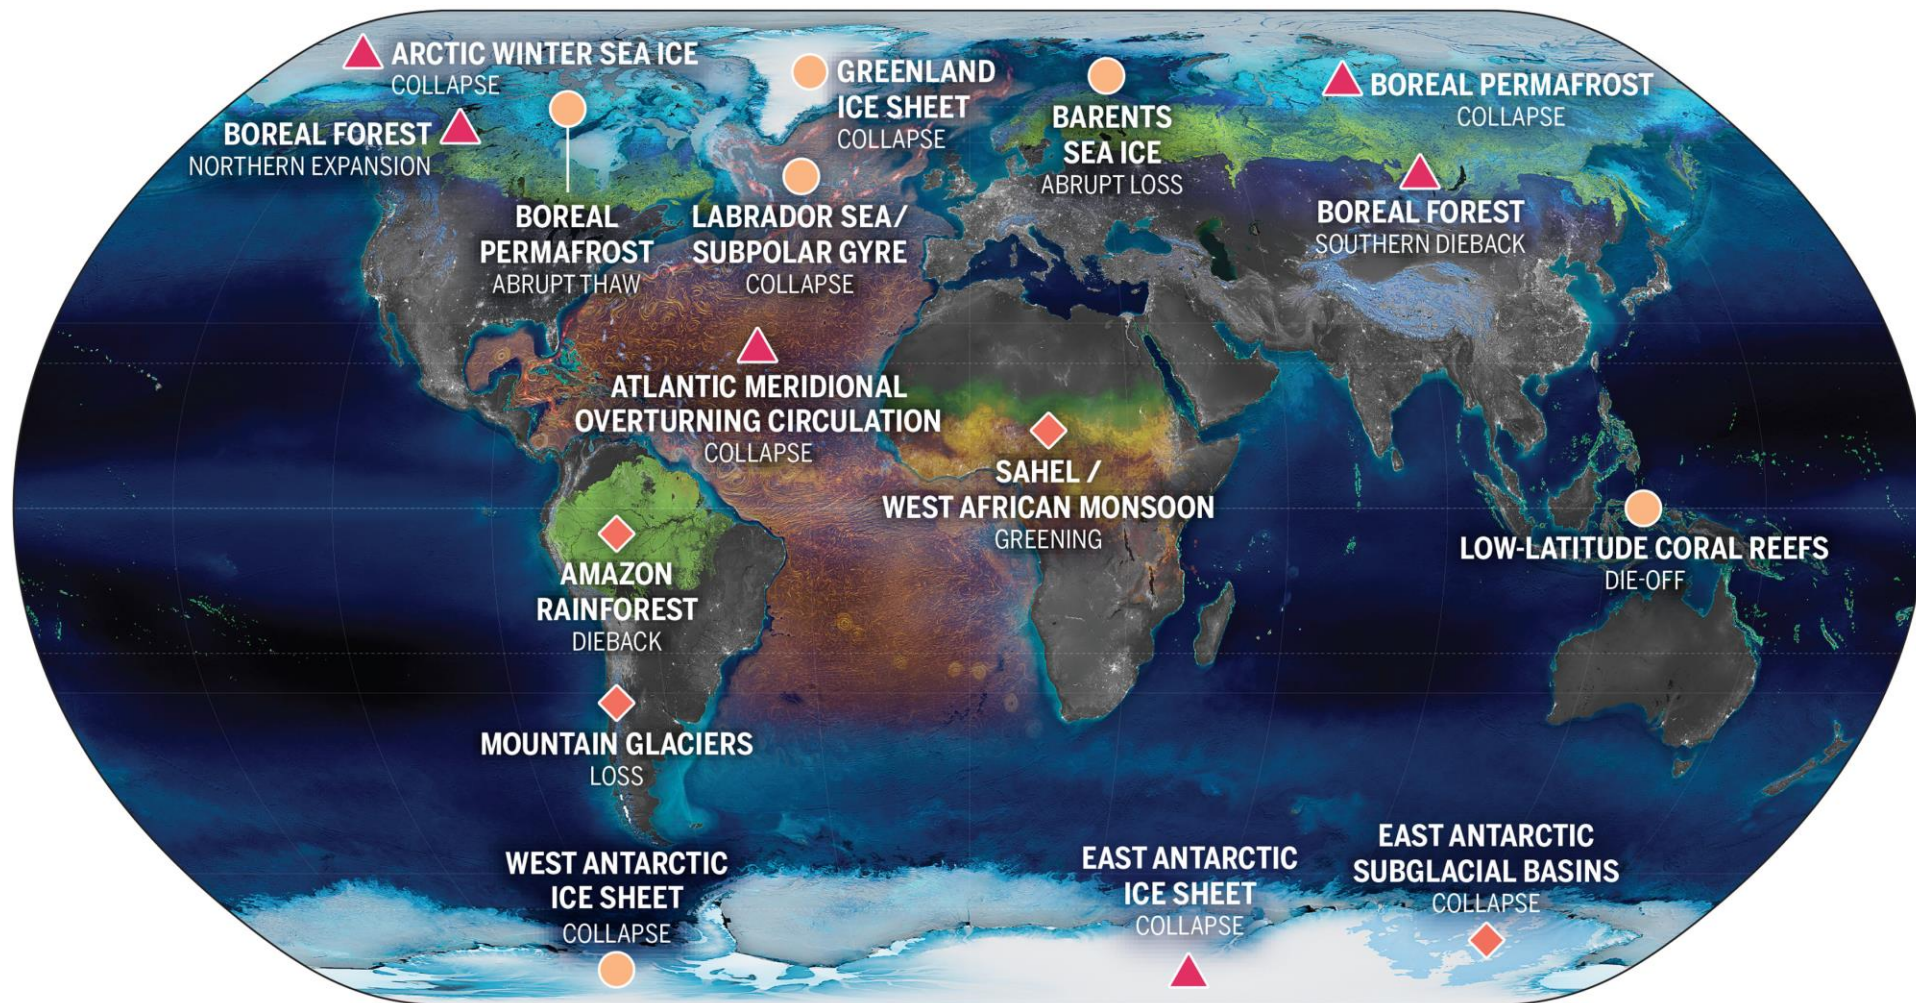 ARCTIC WINTER SEA ICE
COLLAPSE
BOREAL FOREST
NORTHERN EXPANSION
BOREAL
PERMAFROST
ABRUPT THAW
GREENLAND
ICE SHEET
COLLAPSE
LABRADOR SEA/
SUBPOLAR GYRE
COLLAPSE
BARENTS
SEA ICE
ABRUPT LOSS
BOREAL PERMAFROST
COLLAPSE
BOREAL FOREST
SOUTHERN DIEBACK
ATLANTIC MERIDIONAL
OVERTURNING CIRCULATION
COLLAPSE
SAHEL /
WEST AFRICAN MONSOON
GREENING
LOW-LATITUDE CORAL REEFS
DIE-OFF
AMAZON
RAINFOREST
DIEBACK
MOUNTAIN GLACIERS
LOSS
WEST ANTARCTIC
ICE SHEET
COLLAPSE
EAST ANTARCTIC
ICE SHEET
COLLAPSE
EAST ANTARCTIC
SUBGLACIAL BASINS
COLLAPSE